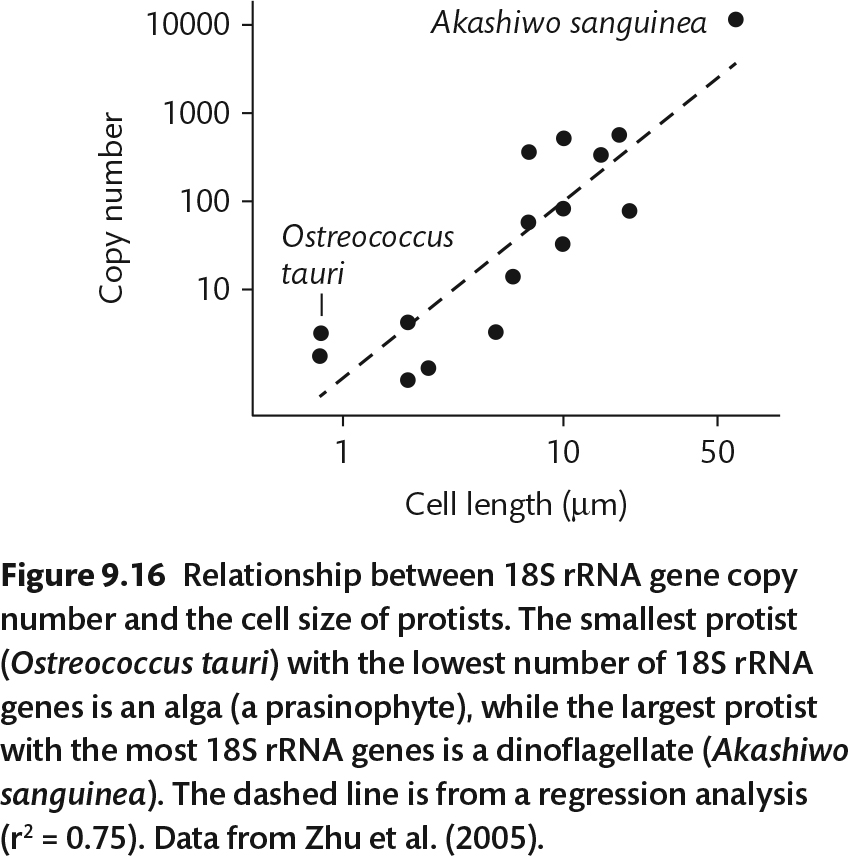 10000
Akashiwo sanguinea
1000
Copy number
100
Ostreococcus
tauri
10
1
10
50
Cell length (μm)
Figure 9.16 Relationship between 18S rRNA gene copy
number and the cell size of protists. The smallest protist
(Ostreococcus tauri) with the lowest number of 18S rRNA
genes is an alga (a prasinophyte), while the largest protist
with the most 18S rRNA genes is a dinoflagellate (Akashiwo
sanguinea). The dashed line is from a regression analysis
(r² = 0.75). Data from Zhu et al. (2005).